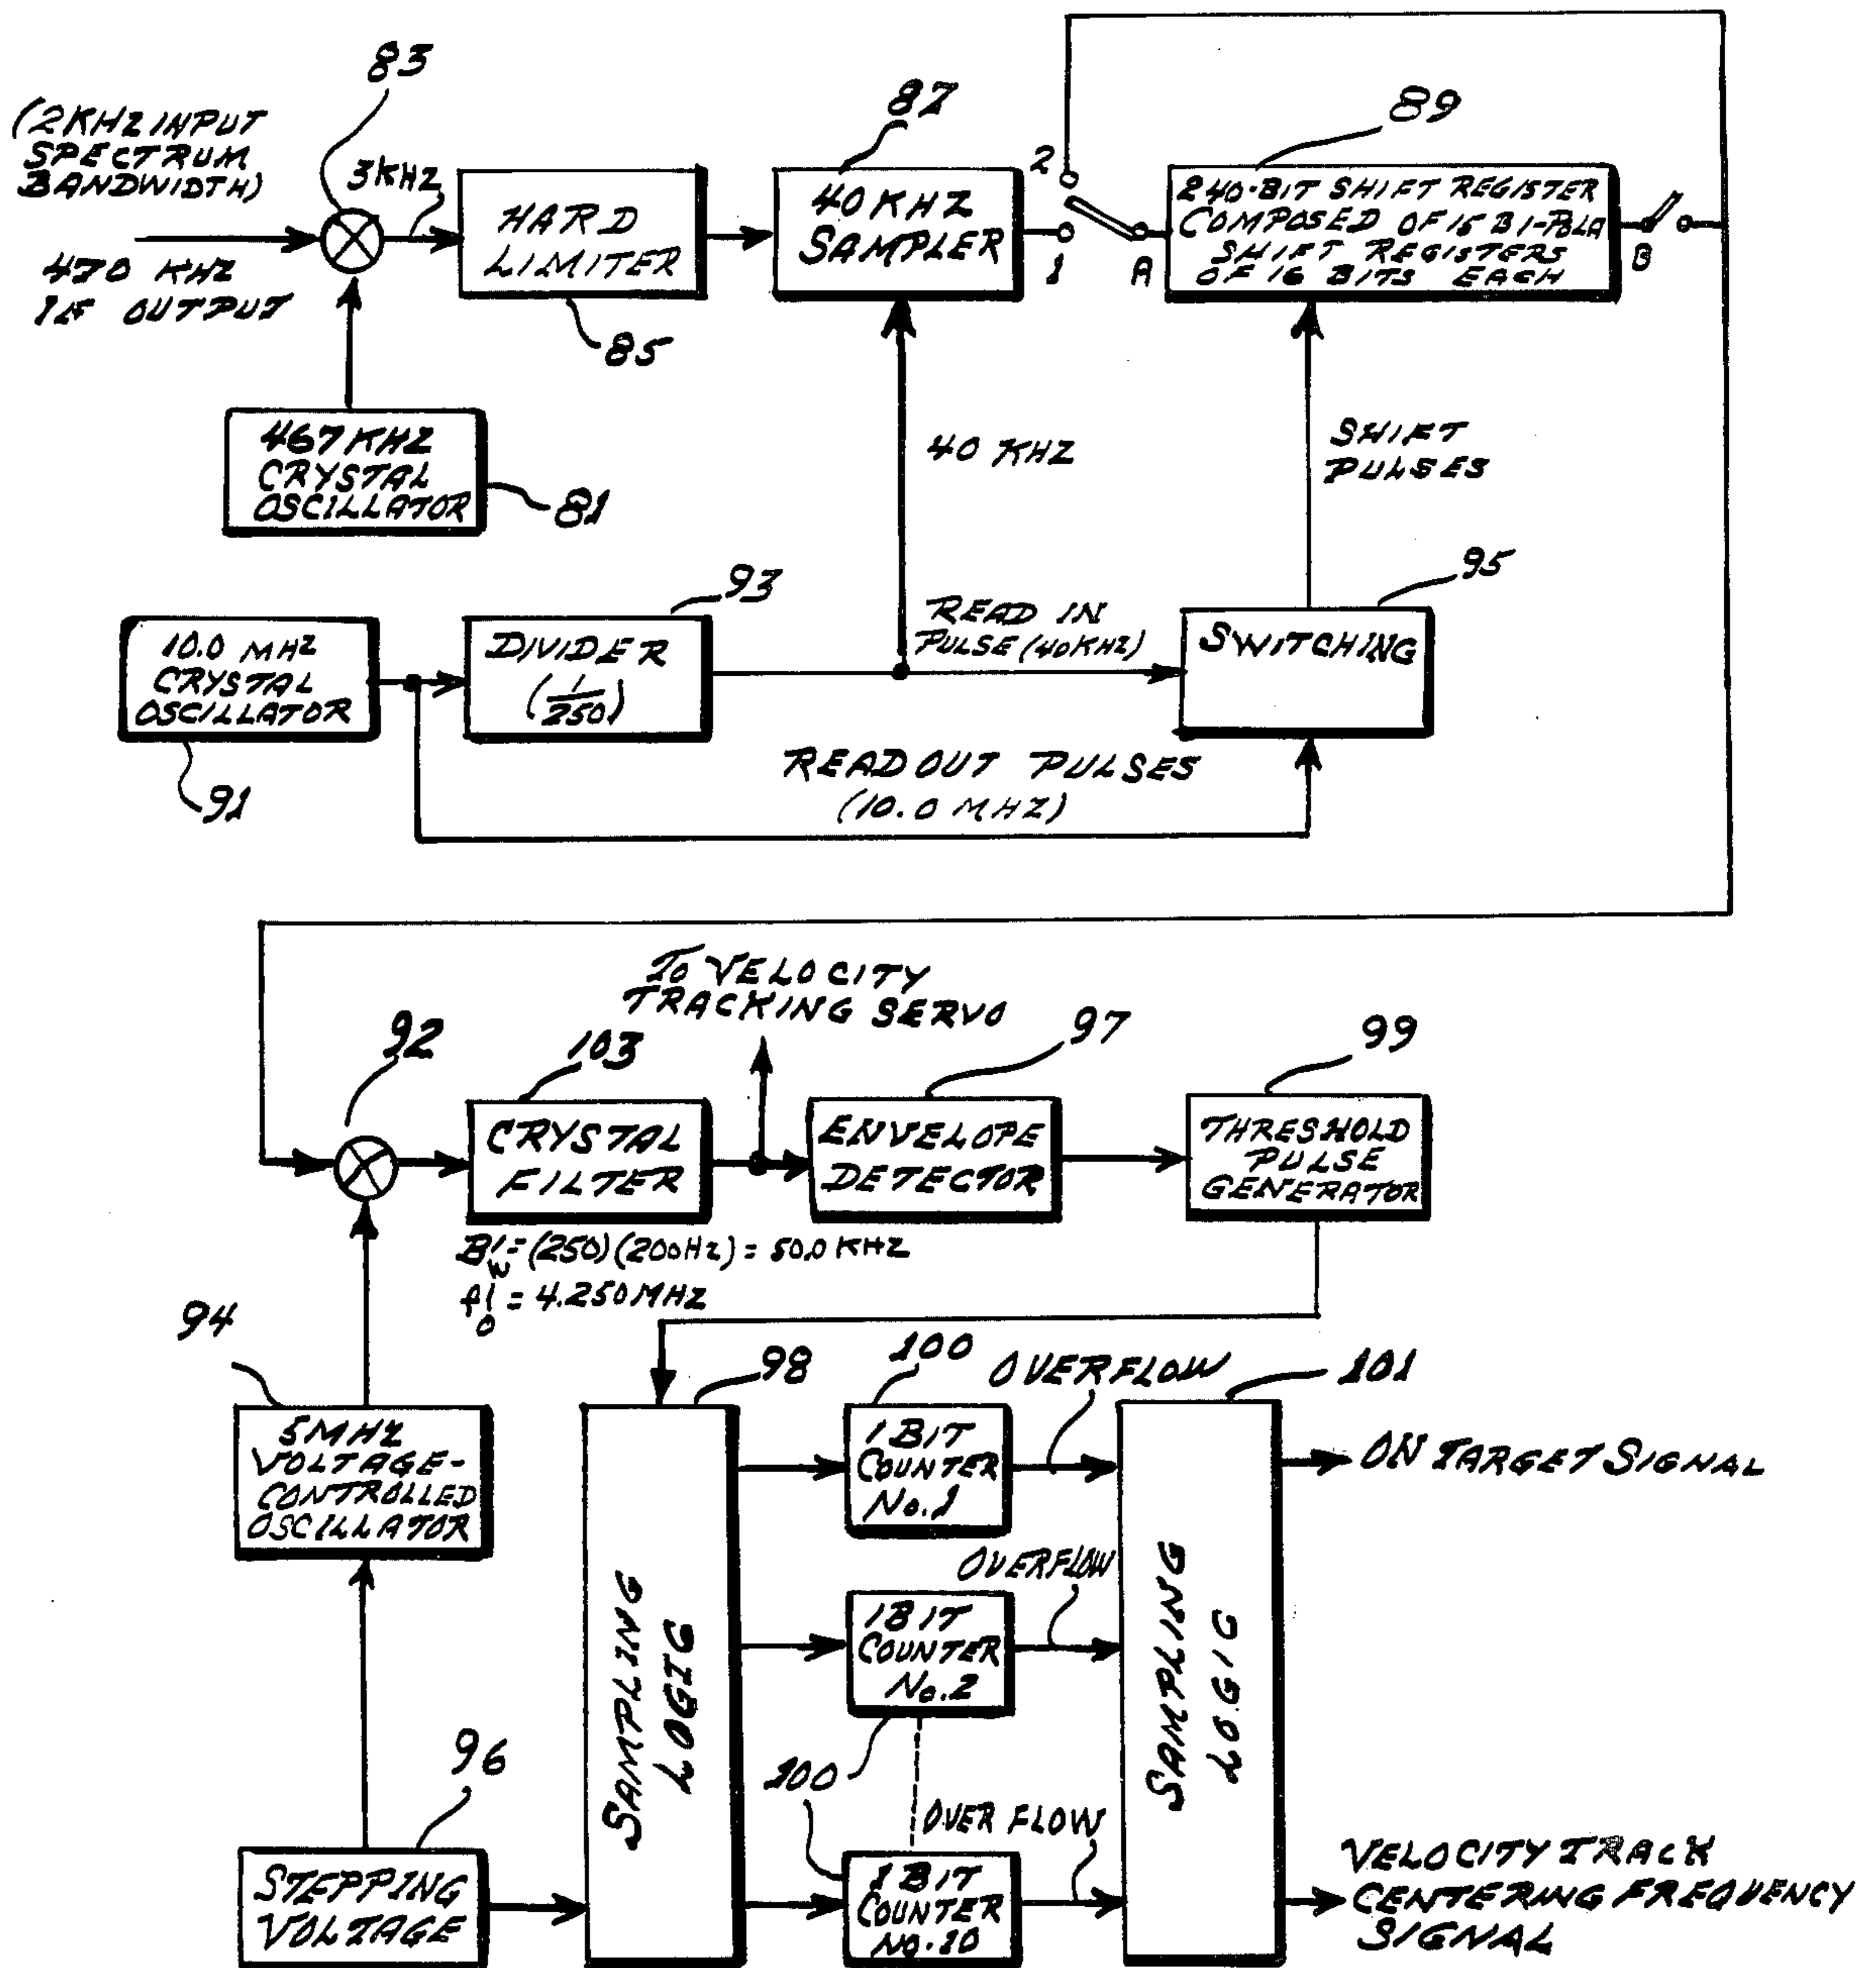 83
87
89
(2KHZ INPUT
SPECTRUM
BANDWIDTH)
3KHZ
470 KHZ
IF OUTPUT
HARD
LIMITER
85
40KHZ
SAMPLER
2
1
A
240-BIT SHIFT REGISTER
COMPOSED OF 15 BI-POLA
SHIFT REGISTERS
OF 16 BITS EACH
B
467 KHZ
CRYSTAL
OSCILLATOR
81
40 KHZ
SHIFT
PULSES
93
95
10.0 MHZ
CRYSTAL
OSCILLATOR
91
DIVIDER
(1/250)
READ IN
PULSE (40KHZ)
SWITCHING
READ OUT PULSES
(10.0 MHZ)
TO VELOCITY
TRACKING SERVO
92
103
97
99
CRYSTAL
FILTER
ENVELOPE
DETECTOR
THRESHOLD
PULSE
GENERATOR
B'w=(250)(200Hz)=50.0 KHZ
f'o=4.250MHZ
94
98
100
OVERFLOW
101
5MHZ
VOLTAGE-
CONTROLLED
OSCILLATOR
SAMPLING
LOGIC
1 BIT
COUNTER
No.1
SAMPLING
LOGIC
ON TARGET SIGNAL
OVERFLOW
1 BIT
COUNTER
No.2
96
100
OVER FLOW
STEPPING
VOLTAGE
1 BIT
COUNTER
No.10
VELOCITY TRACK
CENTERING FREQUENCY
SIGNAL